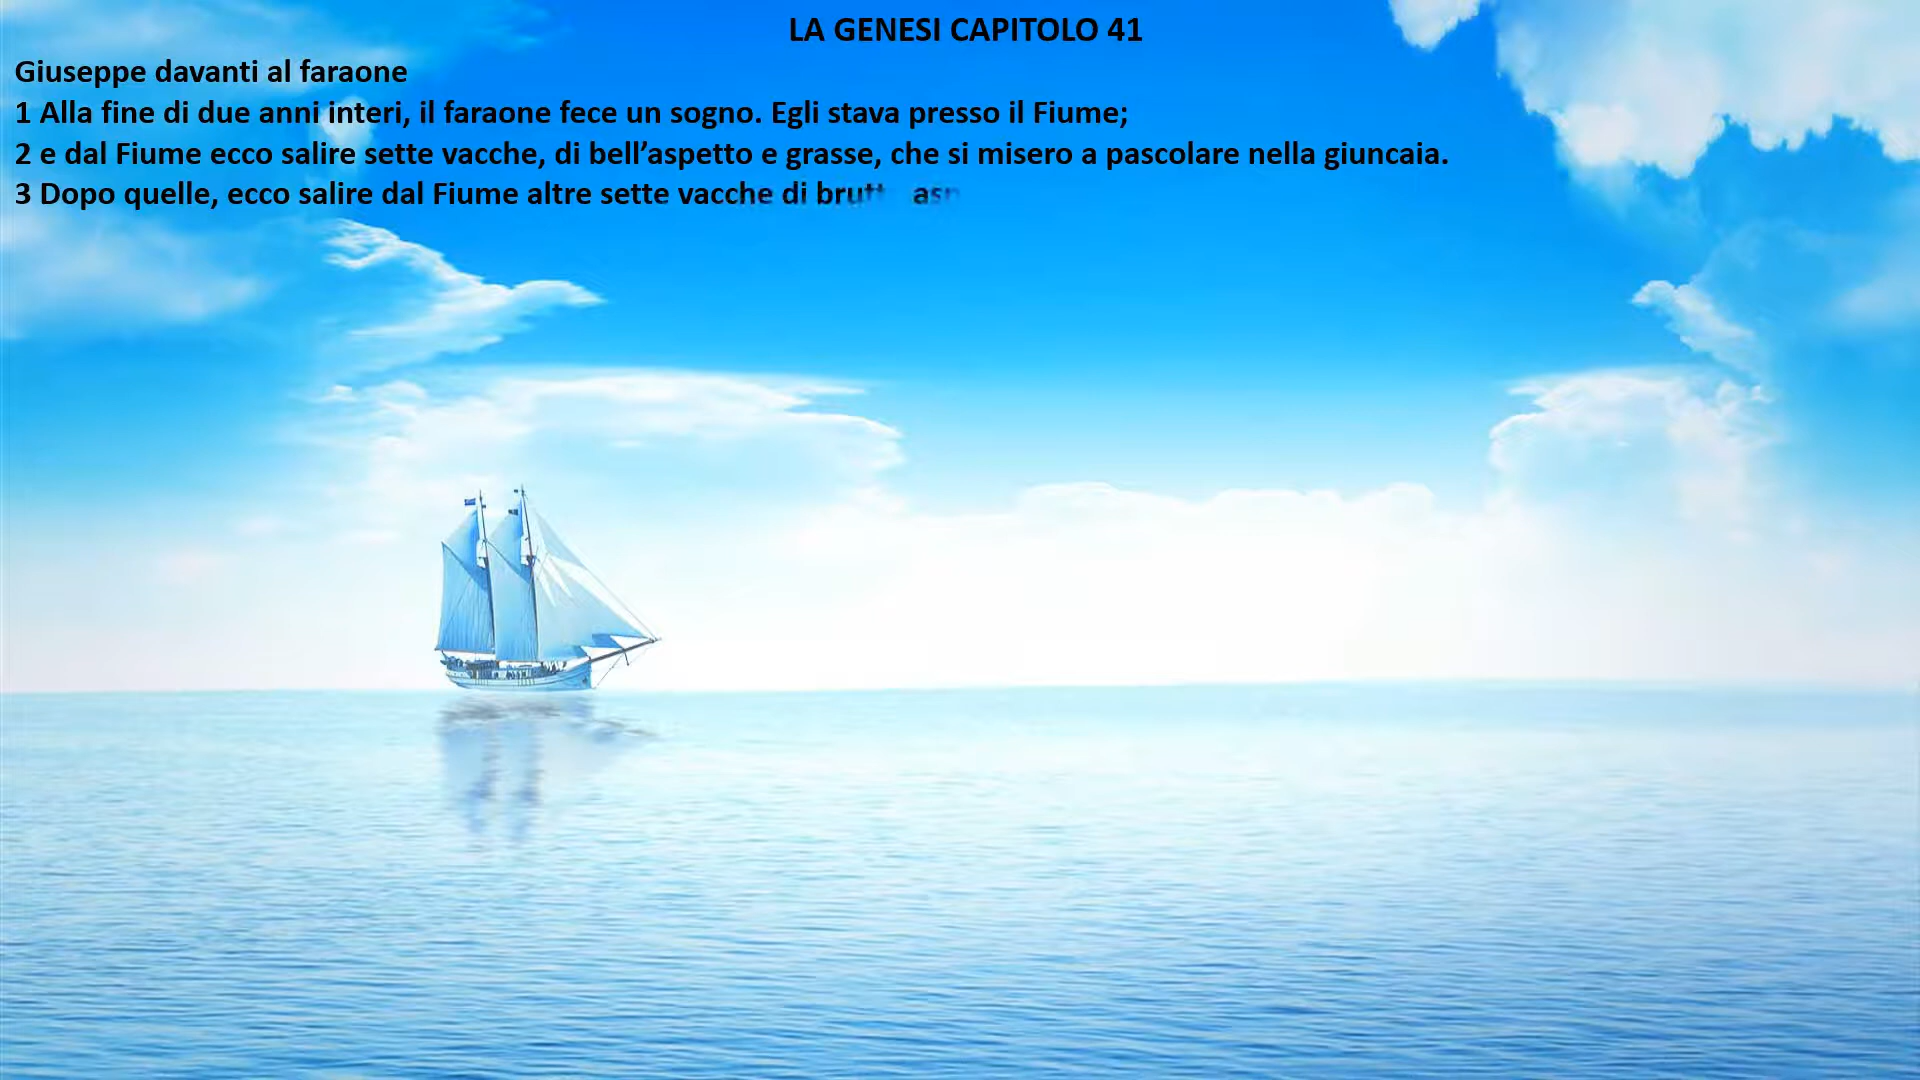 LA GENESI CAPITOLO 41
Giuseppe davanti al faraone
1 Alla fine di due anni interi, il faraone fece un sogno. Egli stava presso il Fiume;
2 e dal Fiume ecco salire sette vacche, di bell’aspetto e grasse, che si misero a pascolare nella giuncaia.
3 Dopo quelle, ecco salire dal Fiume altre sette vacche di